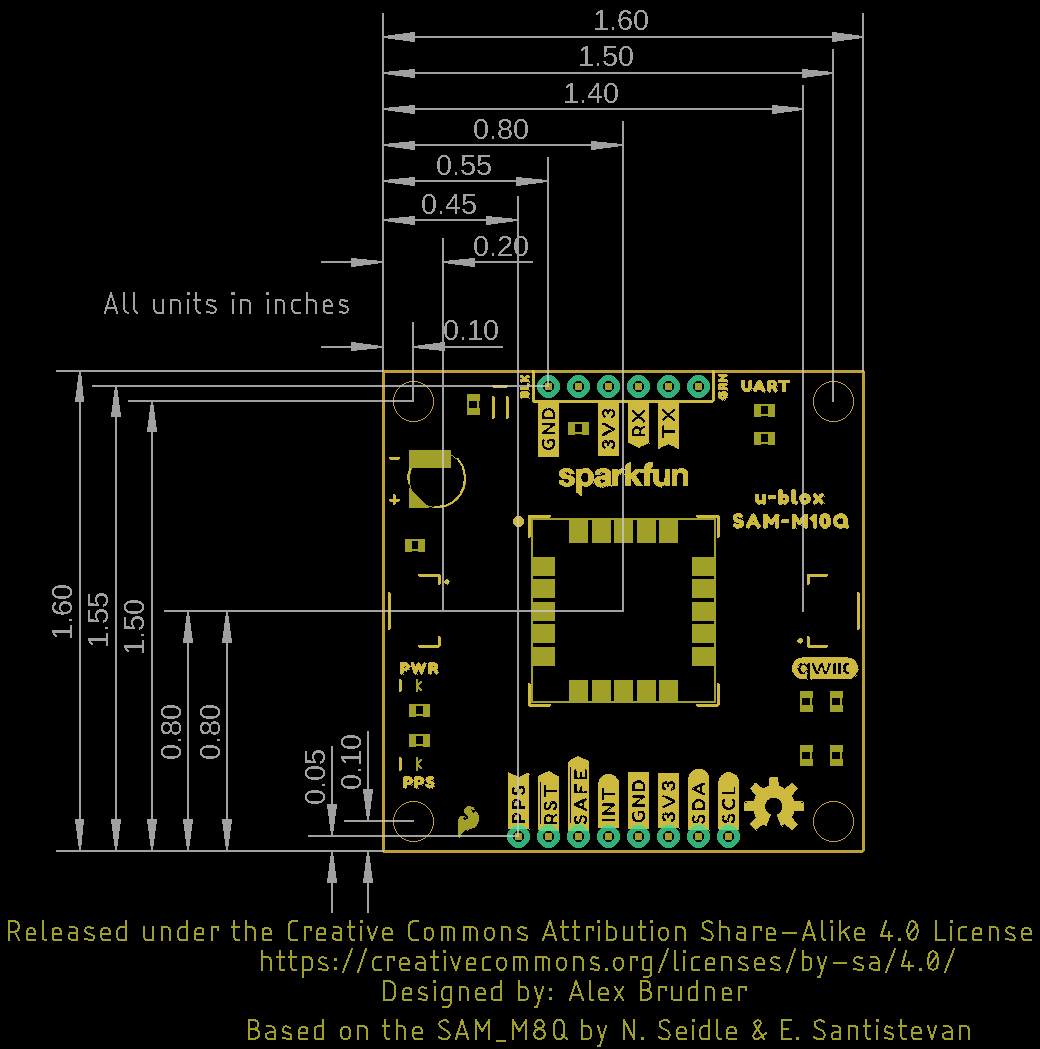 1.60
1.50
1.40
0.80
0.55
0.45
0.20
All units in inches
0.10
BLK
GRN
UART
GND
3V3
RX
TX
sparkfun
-
+
u-blox
SAM-M10Q
1.60
1.55
1.50
0.80
0.80
0.05
0.10
PWR
qwiic
PPS
PPS
RST
SAFE
INT
GND
3V3
SDA
SCL
Released under the Creative Commons Attribution Share-Alike 4.0 License
https://creativecommons.org/licenses/by-sa/4.0/
Designed by: Alex Brudner
Based on the SAM_M8Q by N. Seidle & E. Santistevan